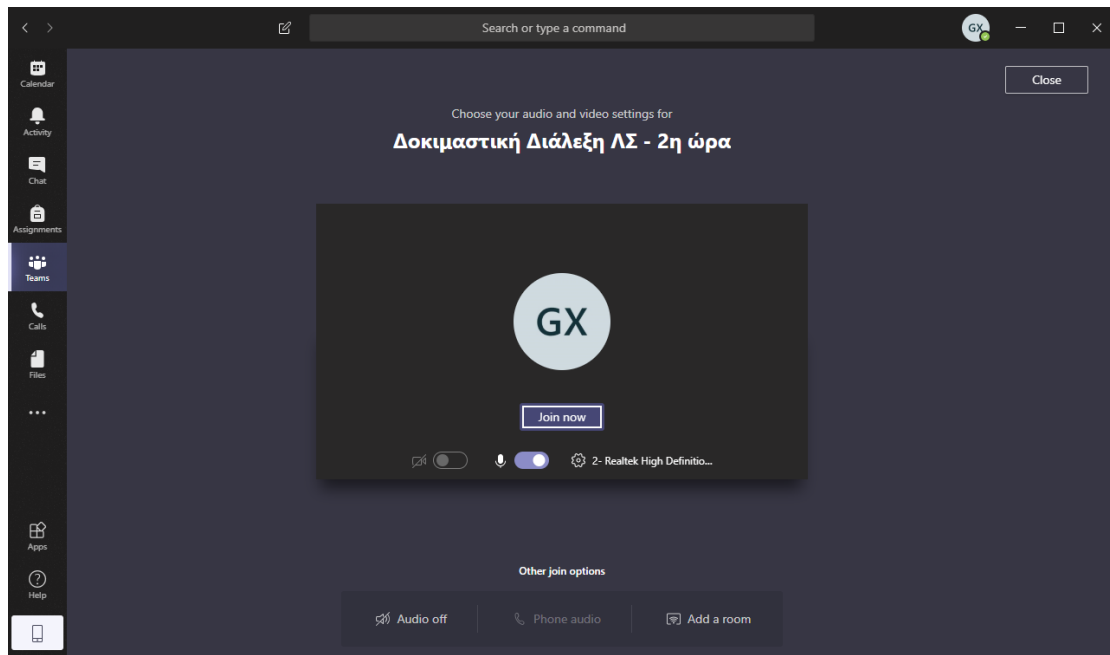 Search or type a command
GX
Calendar
Activity
Chat
Assignments
Teams
Calls
Files
Apps
Help
Close
Choose your audio and video settings for
Δοκιμαστική Διάλεξη ΛΣ - 2η ώρα
GX
Join now
2- Realtek High Definitio...
Other join options
Audio off
Phone audio
Add a room